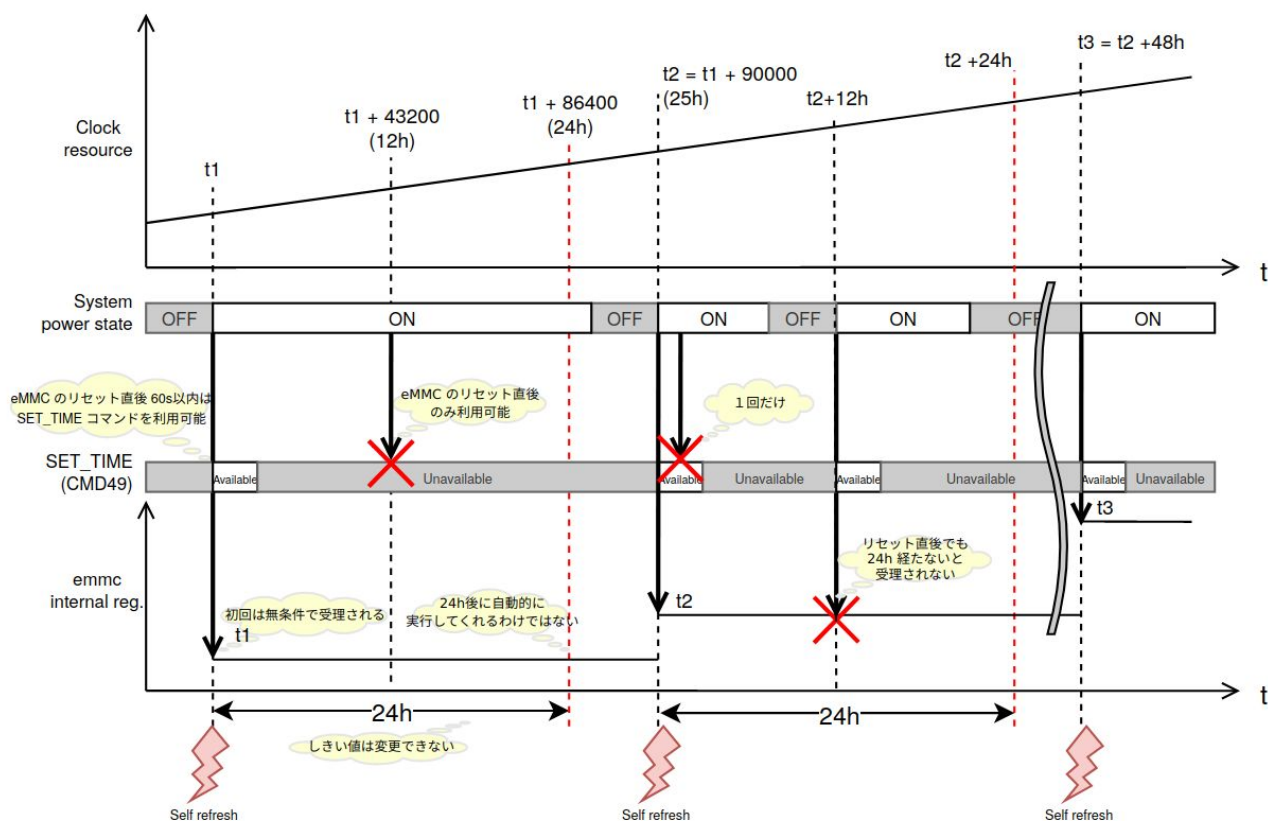 t3 = t2 +48h
t2 +24h
t2 = t1 + 90000
(25h)
t2+12h
t1 + 86400
(24h)
t1 + 43200
(12h)
Clock
resource
t1
t
System
power state
OFF
ON
OFF
ON
OFF
ON
OFF
ON
eMMC のリセット直後 60s以内は
SET_TIME コマンドを利用可能
eMMC のリセット直後
のみ利用可能
１回だけ
SET_TIME
(CMD49)
Available
Unavailable
Available
Unavailable
Available
Unavailable
Available
Unavailable
t3
リセット直後でも
24h 経たないと
受理されない
emmc
internal reg.
初回は無条件で受理される
t1
24h後に自動的に
実行してくれるわけではない
t2
t
24h
24h
しきい値は変更できない
Self refresh
Self refresh
Self refresh